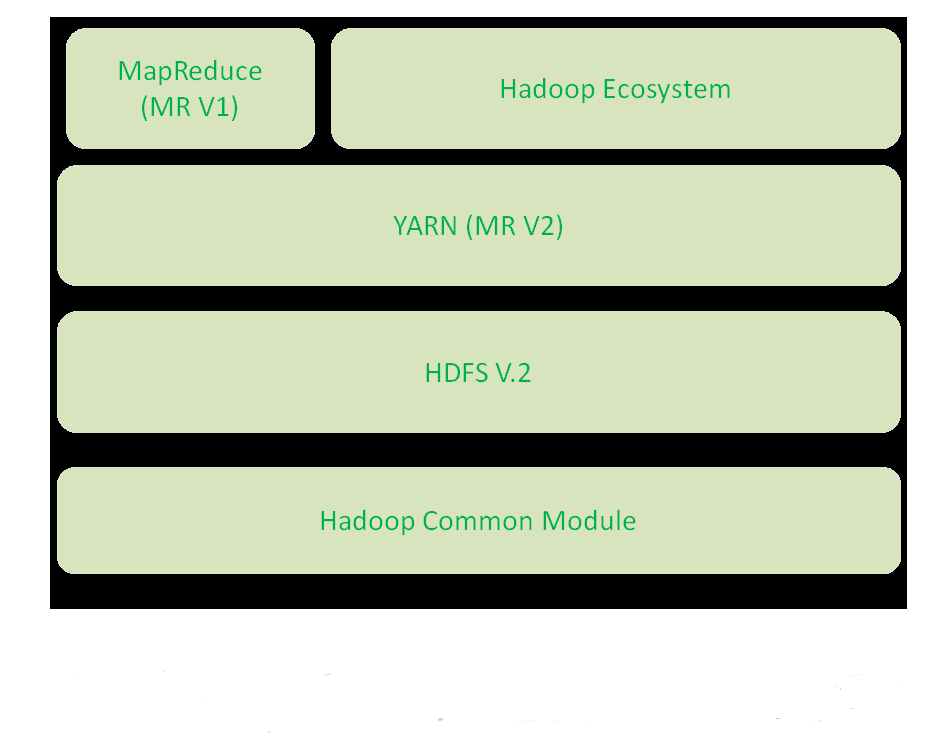 MapReduce
(MR V1)
Hadoop Ecosystem
YARN (MR V2)
HDFS V.2
Hadoop Common Module